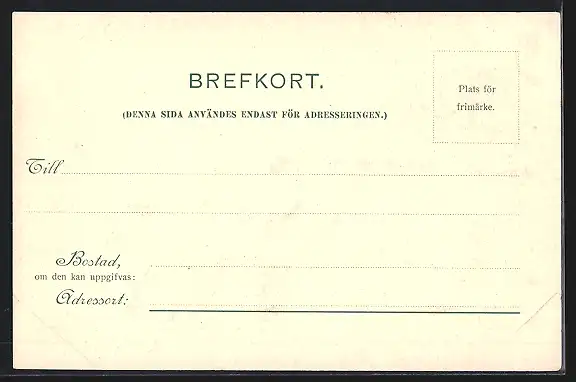 BREFKORT.
(DENNA SIDA ANVÄNDES ENDAST FÖR ADRESSERINGEN.)
Plats för
frimärke.
Till
Bostad,
om den kan uppgifvas:
Adressort: